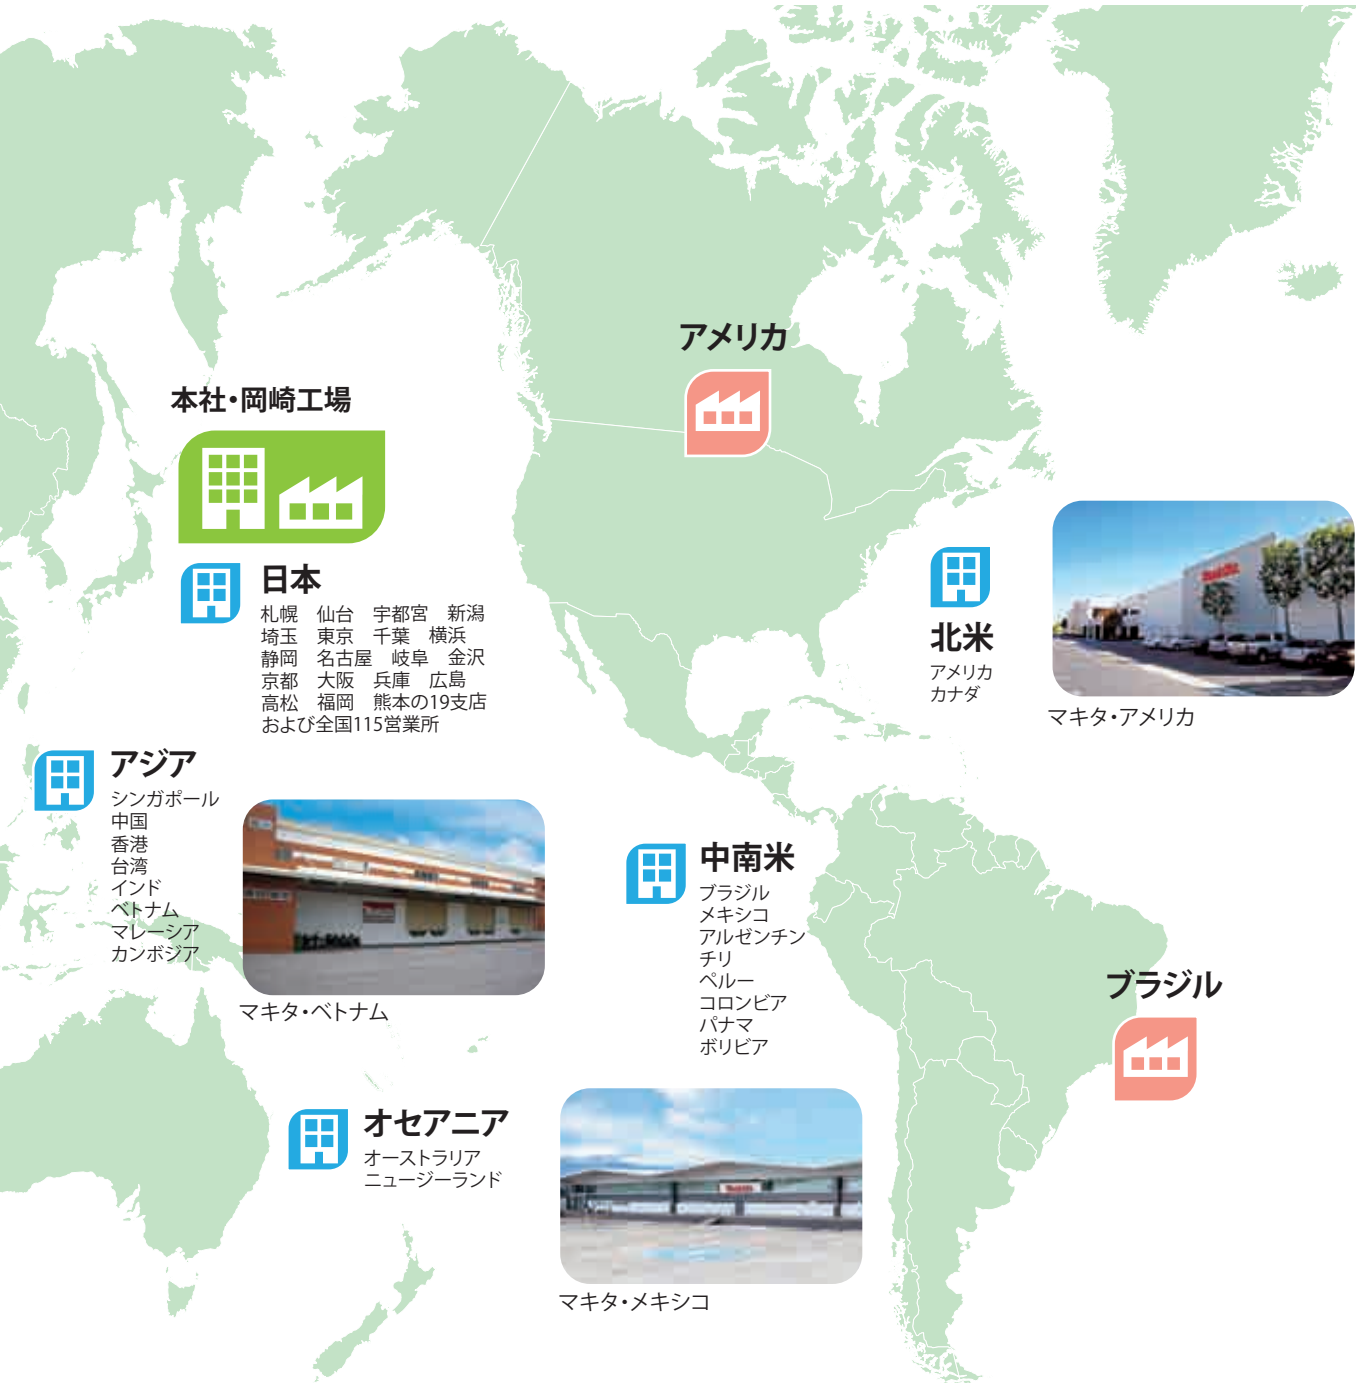 アメリカ
本社・岡崎工場
日本
札幌　仙台　宇都宮　新潟
埼玉　東京　千葉　横浜
静岡　名古屋　岐阜　金沢
京都　大阪　兵庫　広島
高松　福岡　熊本の19支店
および全国115営業所
北米
アメリカ
カナダ
マキタ・アメリカ
アジア
シンガポール
中国
香港
台湾
インド
ベトナム
マレーシア
カンボジア
マキタ・ベトナム
中南米
ブラジル
メキシコ
アルゼンチン
チリ
ペルー
コロンビア
パナマ
ボリビア
ブラジル
オセアニア
オーストラリア
ニュージーランド
マキタ・メキシコ